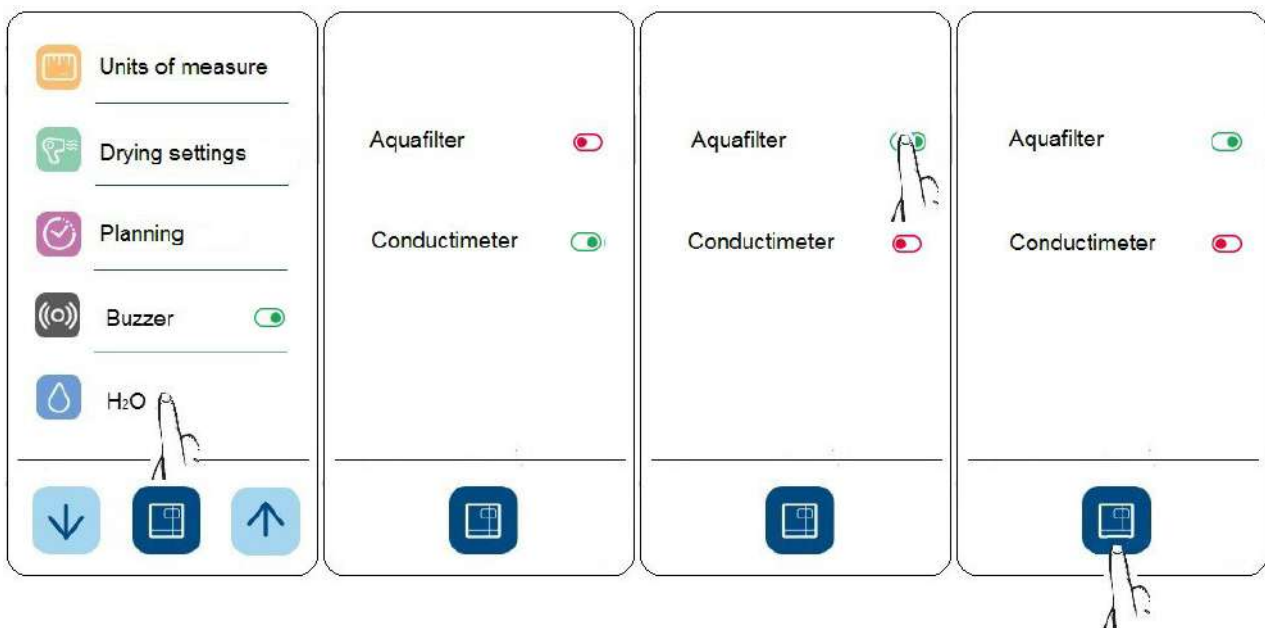 Units of measure
Drying settings
Planning
Buzzer
H₂O
Aquafilter
Conductimeter
Aquafilter
Conductimeter
Aquafilter
Conductimeter